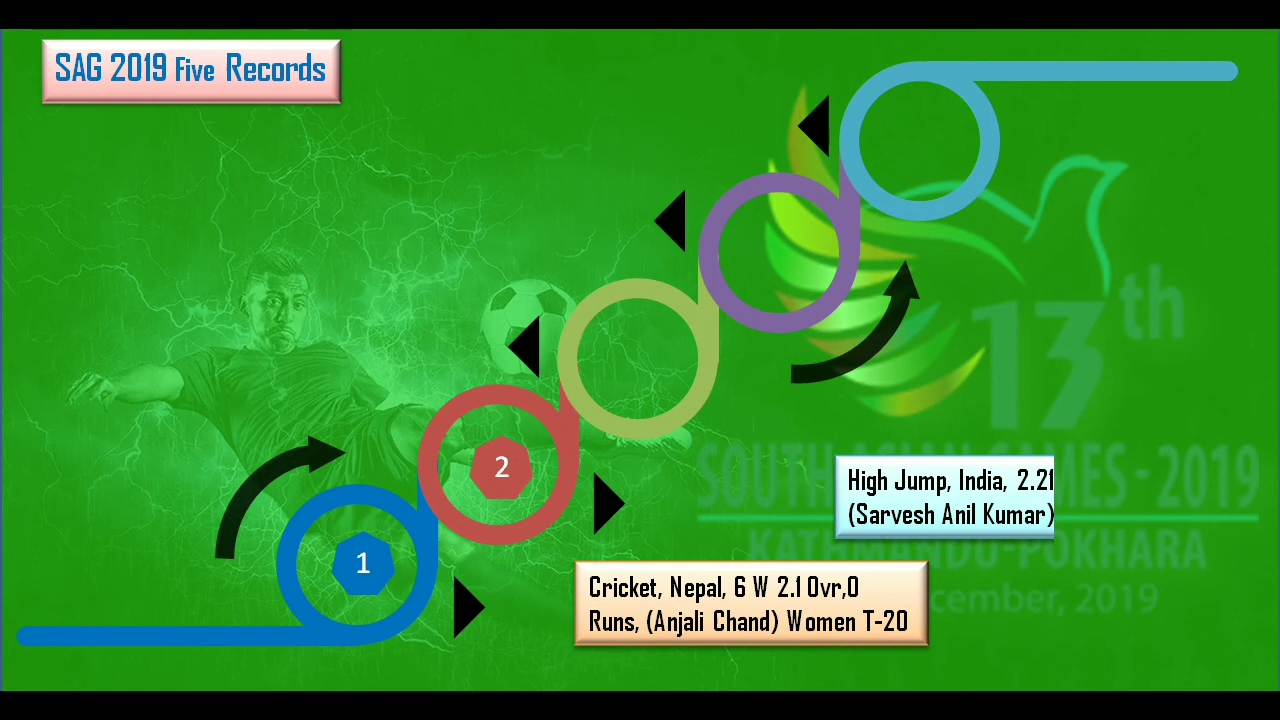 SAG 2019 Five Records
13th
SOUTH ASIAN GAMES - 2019
2
High Jump, India, 2.21
(Sarvesh Anil Kumar)
KATHMANDU-POKHARA
1
Cricket, Nepal, 6 W 2.1 Ovr,0
Runs, (Anjali Chand) Women T-20
cember, 2019